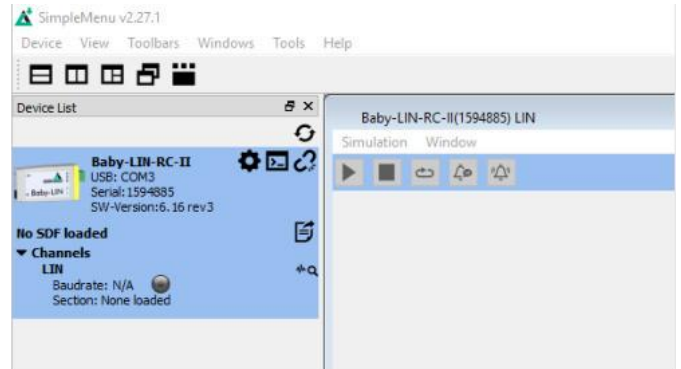 SimpleMenu v2.27.1
Device View Toolbars Windows Tools Help
Device List
Baby-LIN-RC-II
USB: COM3
Serial:1594885
SW-Version:6.16 rev3
Baby-LIN
No SDF loaded
Channels
LIN
Baudrate: N/A
Section: None loaded
Baby-LIN-RC-II(1594885) LIN
Simulation Window